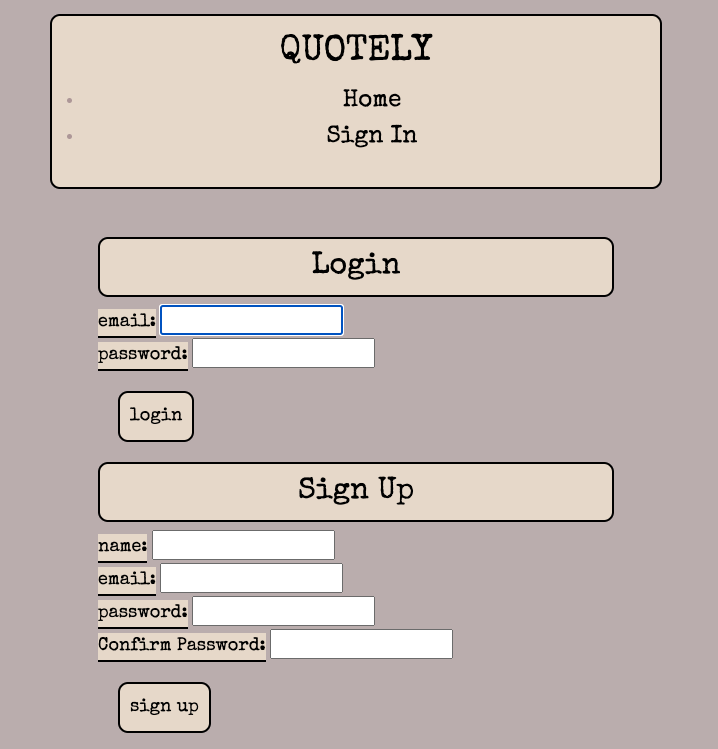 QUOTELY
Home
Sign In
Login
email:
password:
login
Sign Up
name:
email:
password:
Confirm Password:
sign up